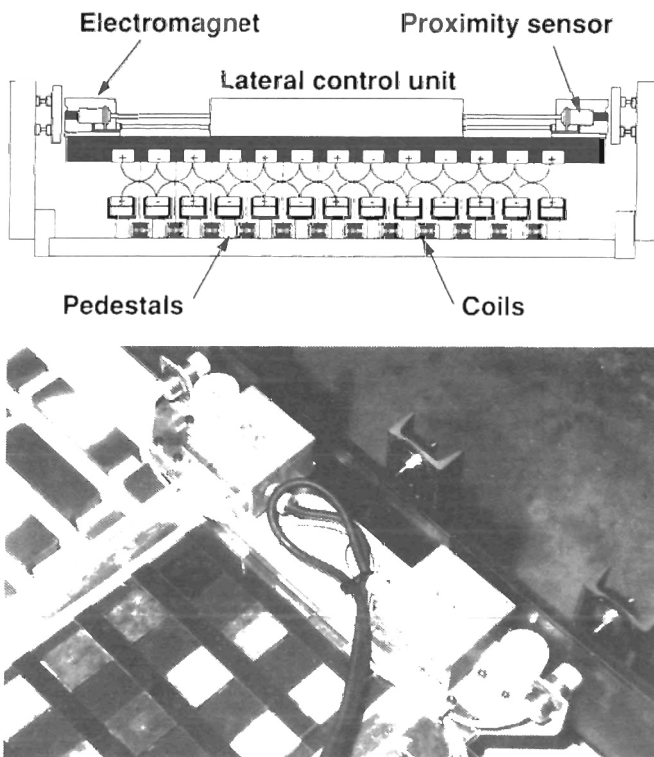 Electromagnet Proximity sensor
Lateral control unit
+ - + - + - + - + - + - +
Pedestals Coils